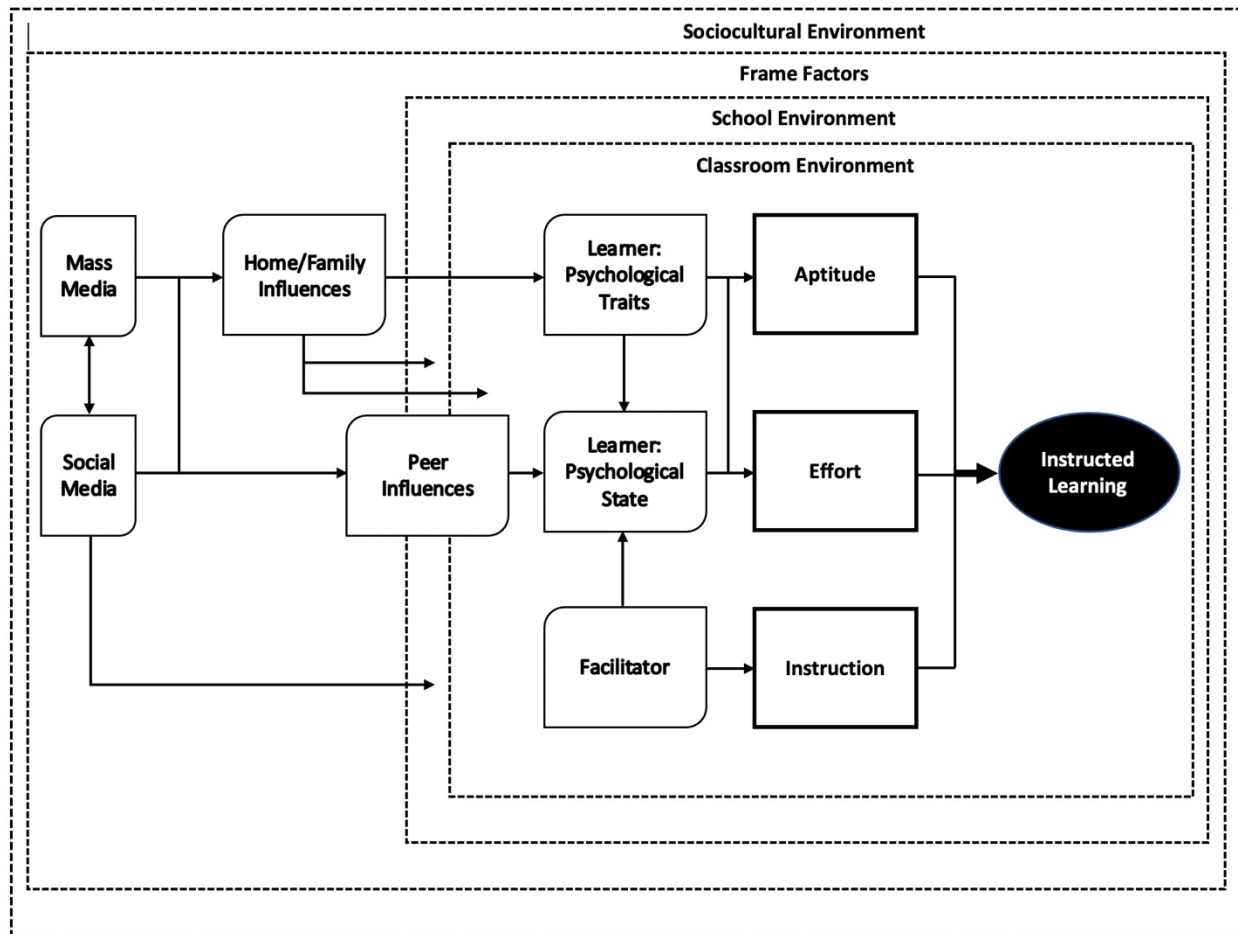 Sociocultural Environment
Frame Factors
School Environment
Classroom Environment
Mass
Media
Home/Family
Influences
Learner:
Psychological
Traits
Aptitude
Social
Media
Peer
Influences
Learner:
Psychological
State
Effort
Instructed
Learning
Facilitator
Instruction